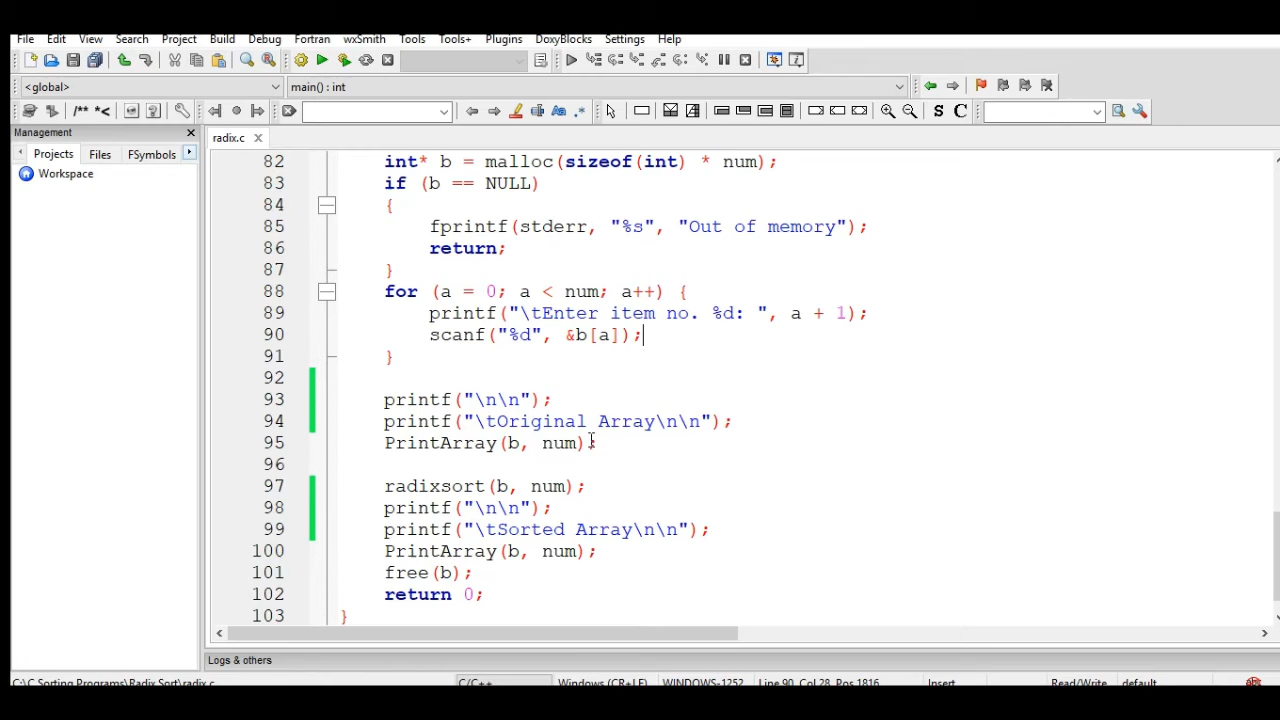 File Edit View Search Project Build Debug Fortran wxSmith Tools Tools+ Plugins DoxyBlocks Settings Help
<global> main() : int
/** *< S C
Management
radix.c
Projects Files FSymbols
Workspace
82 int* b = malloc(sizeof(int) * num);
83 if (b == NULL)
84 {
85 fprintf(stderr, "%s", "Out of memory");
86 return;
87 }
88 for (a = 0; a < num; a++) {
89 printf("\tEnter item no. %d: ", a + 1);
90 scanf("%d", &b[a]);
91 }
92
93 printf("\n\n");
94 printf("\tOriginal Array\n\n");
95 PrintArray(b, num);
96
97 radixsort(b, num);
98 printf("\n\n");
99 printf("\tSorted Array\n\n");
100 PrintArray(b, num);
101 free(b);
102 return 0;
103 }
Logs & others
C:\C Sorting Programs\Radix Sort\radix.c C/C++ Windows (CR+LF) WINDOWS-1252 Line 90, Col 28, Pos 1816 Insert Read/Write default